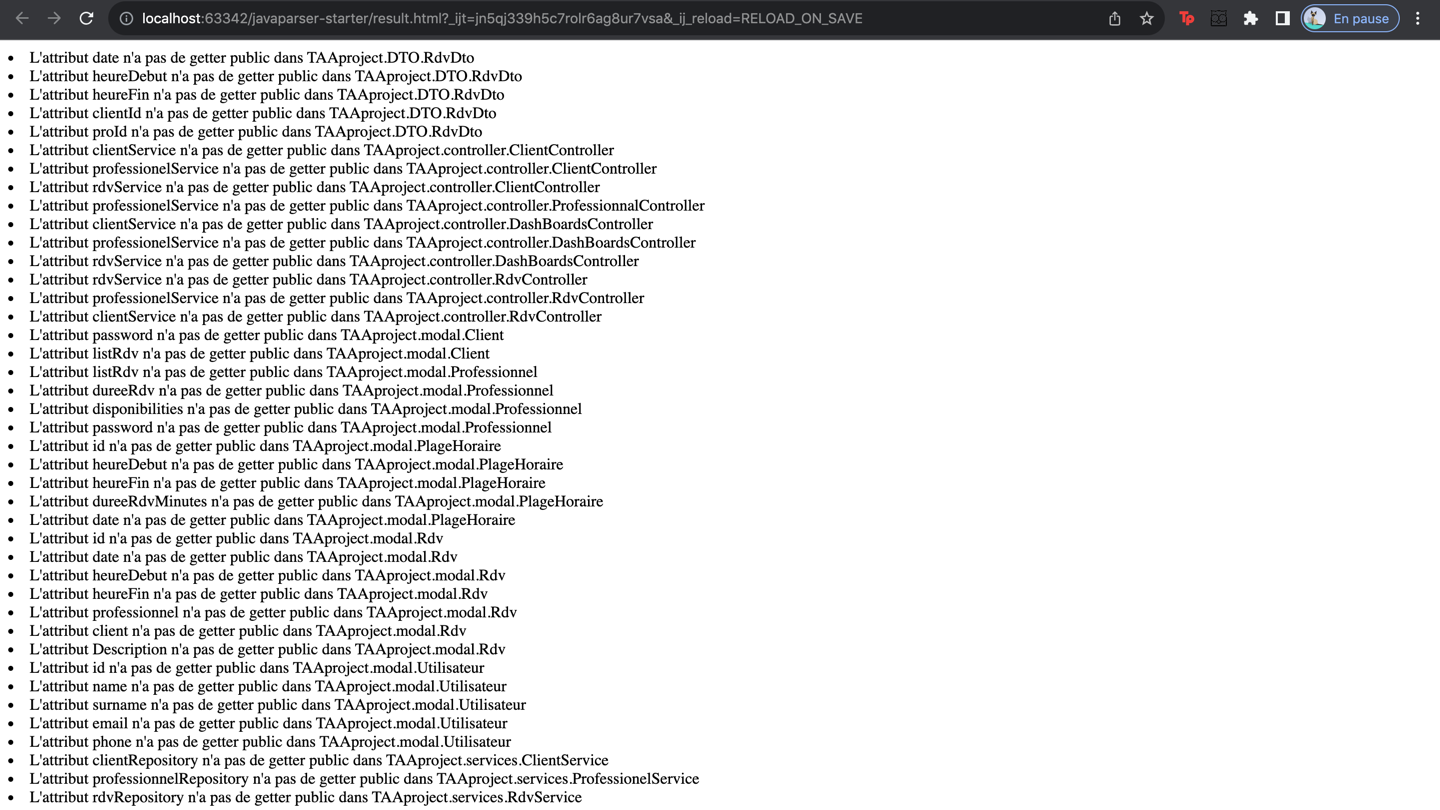 localhost:63342/javaparser-starter/result.html?_ijt=jn5qj339h5c7rolr6ag8ur7vsa&_ij_reload=RELOAD_ON_SAVE
Tp
En pause
• L'attribut date n'a pas de getter public dans TAAproject.DTO.RdvDto
• L'attribut heureDebut n'a pas de getter public dans TAAproject.DTO.RdvDto
• L'attribut heureFin n'a pas de getter public dans TAAproject.DTO.RdvDto
• L'attribut clientId n'a pas de getter public dans TAAproject.DTO.RdvDto
• L'attribut proId n'a pas de getter public dans TAAproject.DTO.RdvDto
• L'attribut clientService n'a pas de getter public dans TAAproject.controller.ClientController
• L'attribut professionelService n'a pas de getter public dans TAAproject.controller.ClientController
• L'attribut rdvService n'a pas de getter public dans TAAproject.controller.ClientController
• L'attribut professionelService n'a pas de getter public dans TAAproject.controller.ProfessionnalController
• L'attribut clientService n'a pas de getter public dans TAAproject.controller.DashBoardsController
• L'attribut professionelService n'a pas de getter public dans TAAproject.controller.DashBoardsController
• L'attribut rdvService n'a pas de getter public dans TAAproject.controller.DashBoardsController
• L'attribut rdvService n'a pas de getter public dans TAAproject.controller.RdvController
• L'attribut professionelService n'a pas de getter public dans TAAproject.controller.RdvController
• L'attribut clientService n'a pas de getter public dans TAAproject.controller.RdvController
• L'attribut password n'a pas de getter public dans TAAproject.modal.Client
• L'attribut listRdv n'a pas de getter public dans TAAproject.modal.Client
• L'attribut listRdv n'a pas de getter public dans TAAproject.modal.Professionnel
• L'attribut dureeRdv n'a pas de getter public dans TAAproject.modal.Professionnel
• L'attribut disponibilities n'a pas de getter public dans TAAproject.modal.Professionnel
• L'attribut password n'a pas de getter public dans TAAproject.modal.Professionnel
• L'attribut id n'a pas de getter public dans TAAproject.modal.PlageHoraire
• L'attribut heureDebut n'a pas de getter public dans TAAproject.modal.PlageHoraire
• L'attribut heureFin n'a pas de getter public dans TAAproject.modal.PlageHoraire
• L'attribut dureeRdvMinutes n'a pas de getter public dans TAAproject.modal.PlageHoraire
• L'attribut date n'a pas de getter public dans TAAproject.modal.PlageHoraire
• L'attribut id n'a pas de getter public dans TAAproject.modal.Rdv
• L'attribut date n'a pas de getter public dans TAAproject.modal.Rdv
• L'attribut heureDebut n'a pas de getter public dans TAAproject.modal.Rdv
• L'attribut heureFin n'a pas de getter public dans TAAproject.modal.Rdv
• L'attribut professionnel n'a pas de getter public dans TAAproject.modal.Rdv
• L'attribut client n'a pas de getter public dans TAAproject.modal.Rdv
• L'attribut Description n'a pas de getter public dans TAAproject.modal.Rdv
• L'attribut id n'a pas de getter public dans TAAproject.modal.Utilisateur
• L'attribut name n'a pas de getter public dans TAAproject.modal.Utilisateur
• L'attribut surname n'a pas de getter public dans TAAproject.modal.Utilisateur
• L'attribut email n'a pas de getter public dans TAAproject.modal.Utilisateur
• L'attribut phone n'a pas de getter public dans TAAproject.modal.Utilisateur
• L'attribut clientRepository n'a pas de getter public dans TAAproject.services.ClientService
• L'attribut professionnelRepository n'a pas de getter public dans TAAproject.services.ProfessionelService
• L'attribut rdvRepository n'a pas de getter public dans TAAproject.services.RdvService